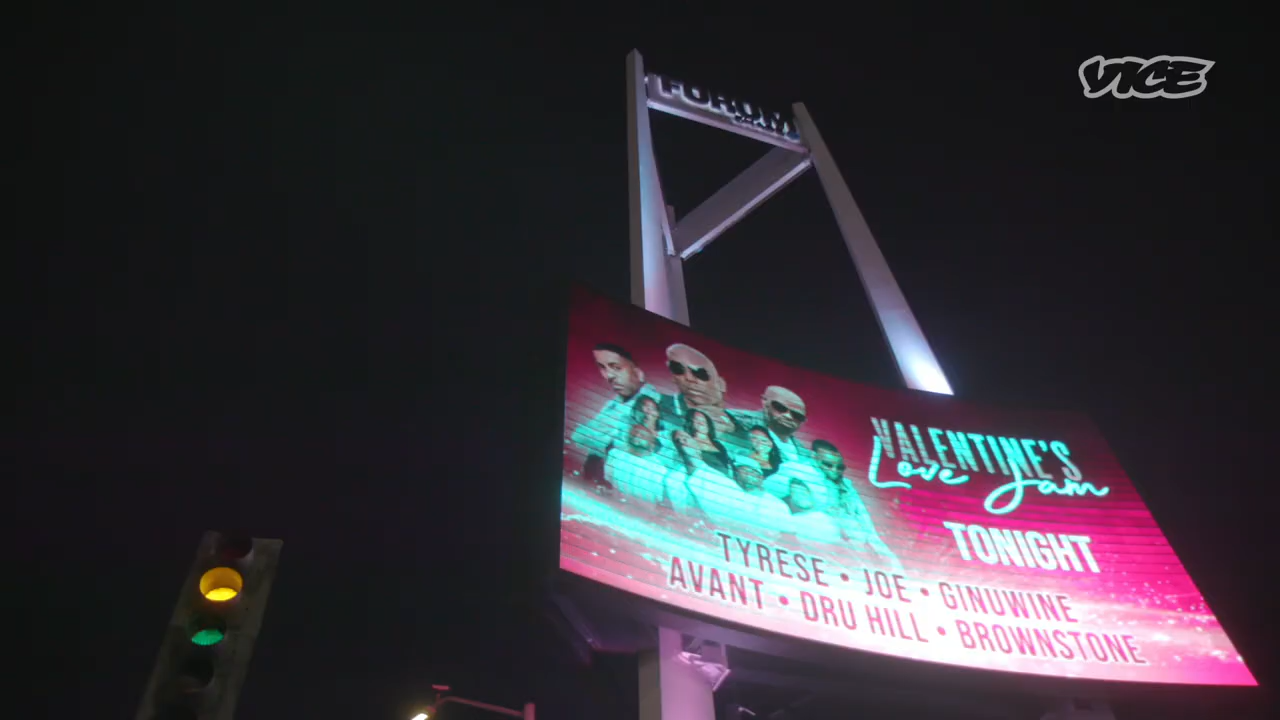 VICE
FORUM
VALENTINE'S
Love Jam
TONIGHT
TYRESE • JOE • GINUWINE
AVANT • DRU HILL • BROWNSTONE